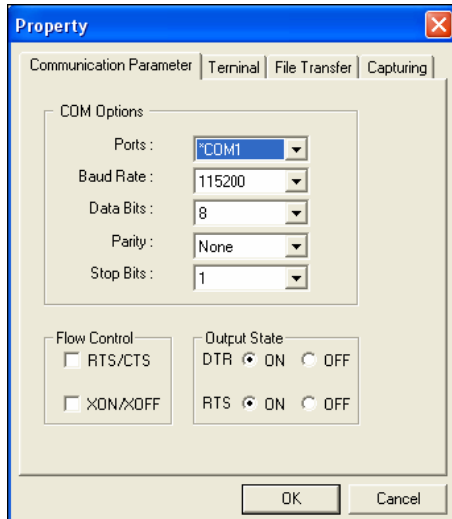 Property
Communication Parameter Terninal File Transfer Capturing
COM Options
Ports : *COM1
Baud Rate : 115200
Data Bits : 8
Parity : None
Stop Bits : 1
Flow Control Output State
RTS/CTS DTR ON OFF
XON/XOFF RTS ON OFF
OK Cancel